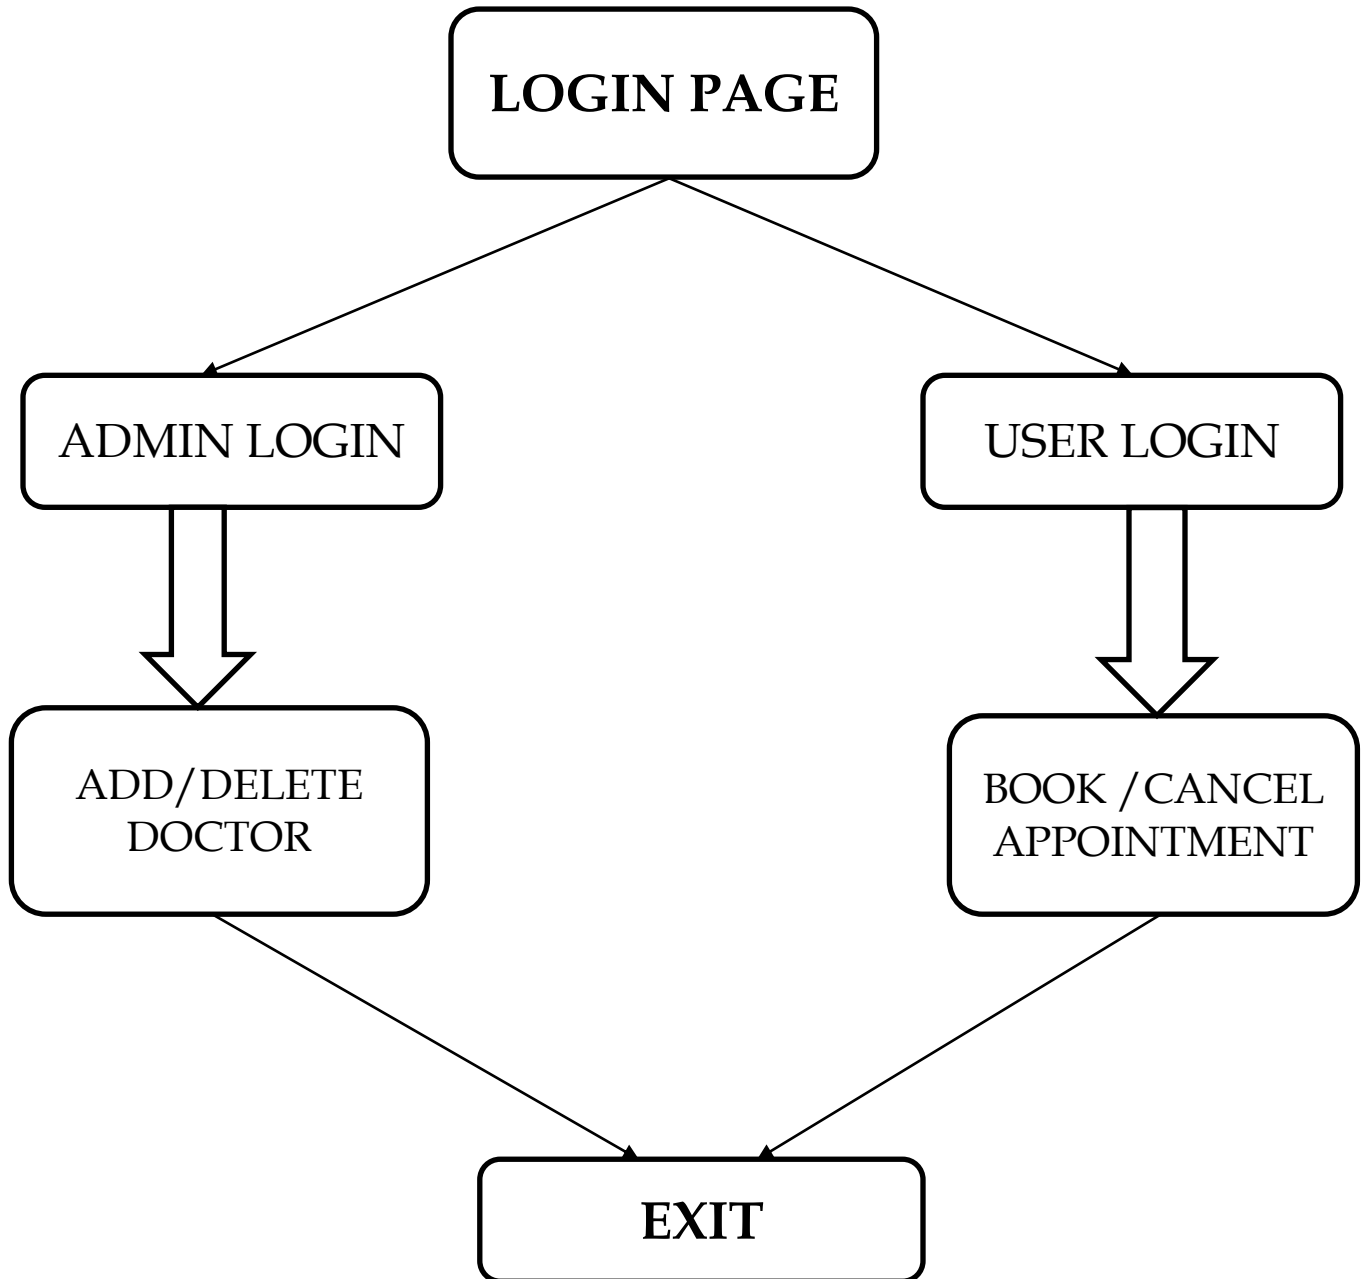 LOGIN PAGE
ADMIN LOGIN
USER LOGIN
ADD/DELETE
DOCTOR
BOOK /CANCEL
APPOINTMENT
EXIT